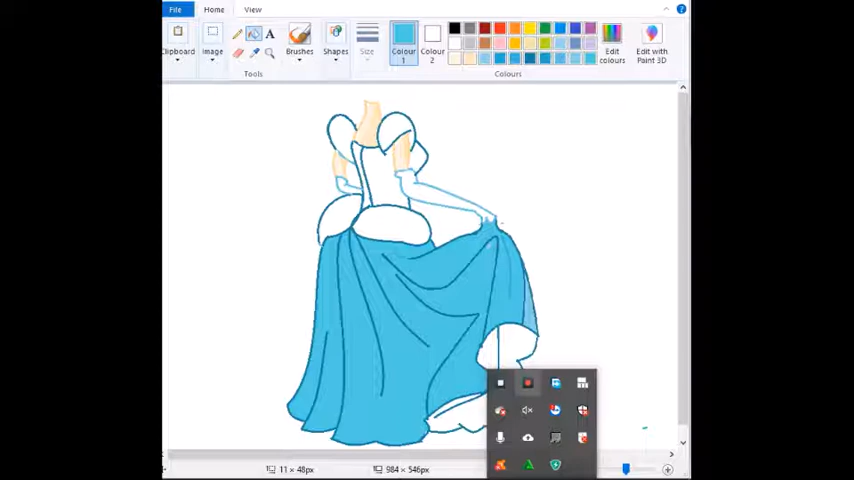 File Home View
Clipboard Image Tools Brushes Shapes Size Colour 1 Colour 2 Edit colours Edit with Paint 3D
Colours
11 × 48px 984 × 546px